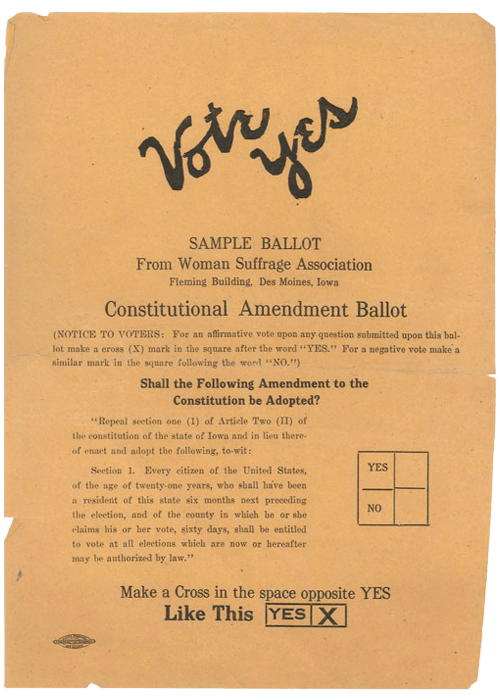 Vote
Yes
SAMPLE BALLOT
From Woman Suffrage Association
Fleming Building, Des Moines, Iowa
Constitutional Amendment Ballot
(NOTICE TO VOTERS: For an affirmative vote upon any question submitted upon this bal-
lot make a cross (X) mark in the square after the word "YES." For a negative vote make a
similar mark in the square following the word "NO.")
Shall the Following Amendment to the
Constitution be Adopted?
"Repeal section one (1) of Article Two (II) of
the constitution of the state of Iowa and in lieu there-
of enact and adopt the following, to-wit:
Section 1. Every citizen of the United States,
of the age of twenty-one years, who shall have been
a resident of this state six months next preceding
the election, and of the county in which he or she
claims his or her vote, sixty days, shall be entitled
to vote at all elections which are now or hereafter
may be authorized by law."
YES
NO
Make a Cross in the space opposite YES
Like This YES X